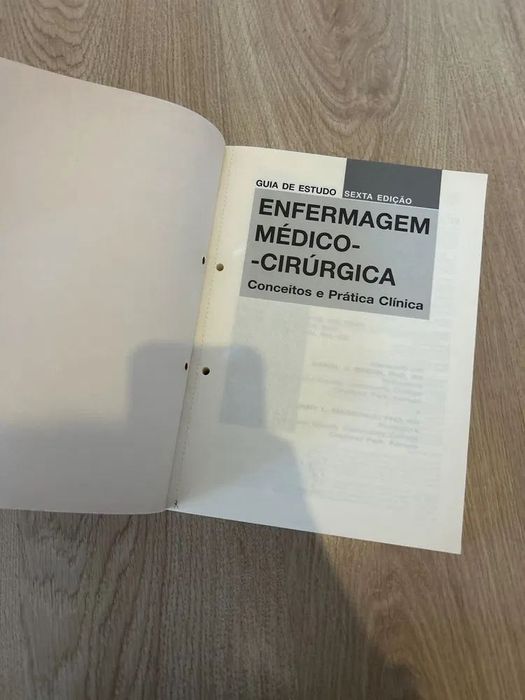 GUIA DE ESTUDO SEXTA EDIÇÃO
ENFERMAGEM
MÉDICO-
-CIRÚRGICA
Conceitos e Prática Clínica